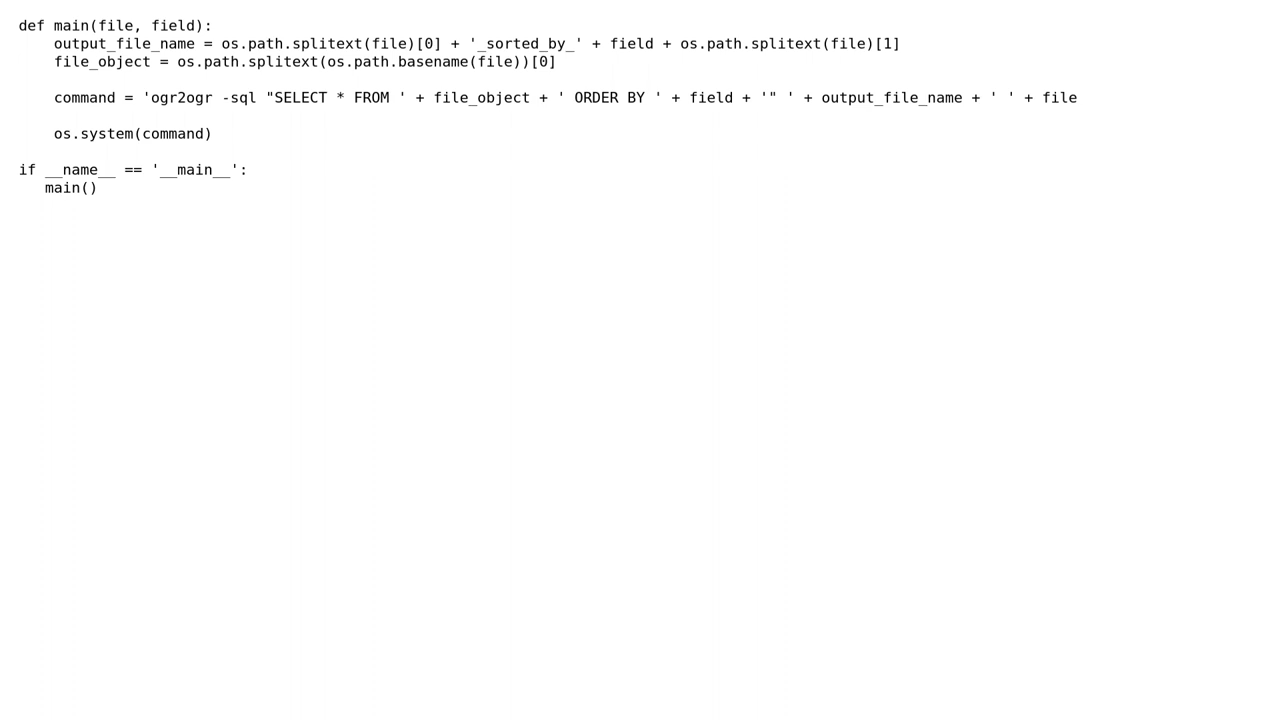 def main(file, field):
    output_file_name = os.path.splitext(file)[0] + '_sorted_by_' + field + os.path.splitext(file)[1]
    file_object = os.path.splitext(os.path.basename(file))[0]

    command = 'ogr2ogr -sql "SELECT * FROM ' + file_object + ' ORDER BY ' + field + '" ' + output_file_name + ' ' + file

    os.system(command)

if __name__ == '__main__':
   main()